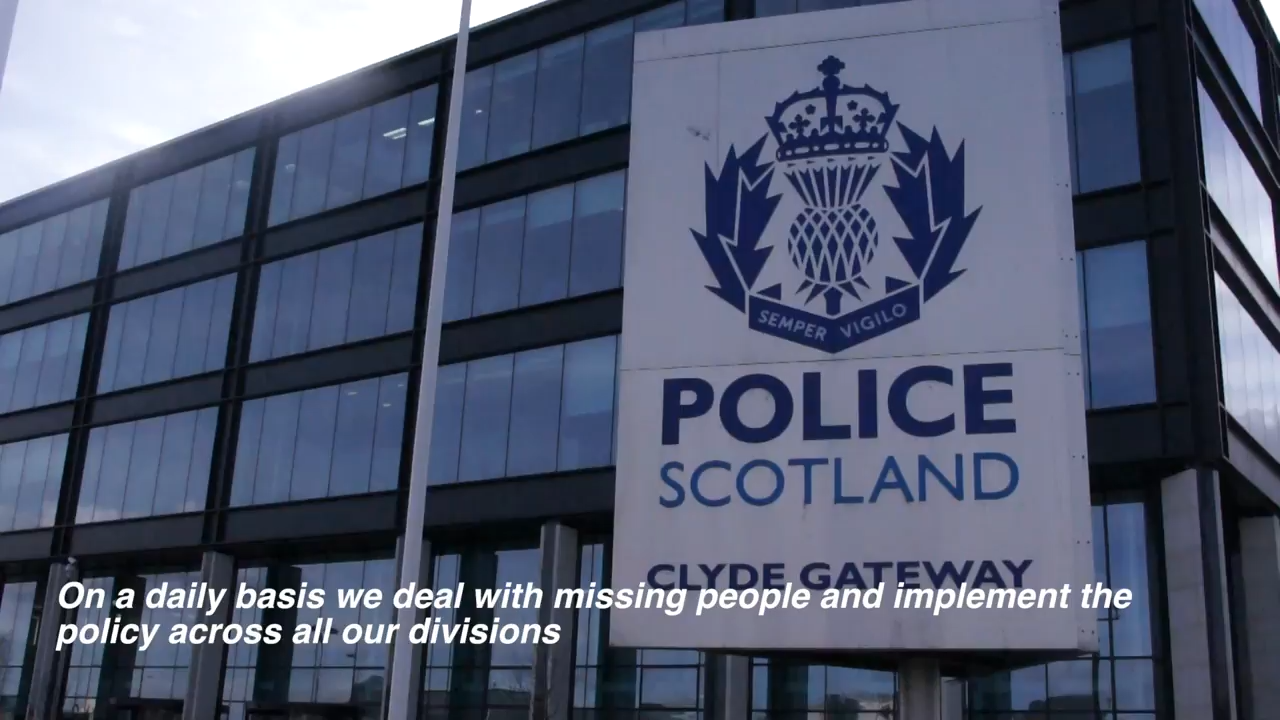 SEMPER VIGILO
POLICE
SCOTLAND
CLYDE GATEWAY
On a daily basis we deal with missing people and implement the
policy across all our divisions